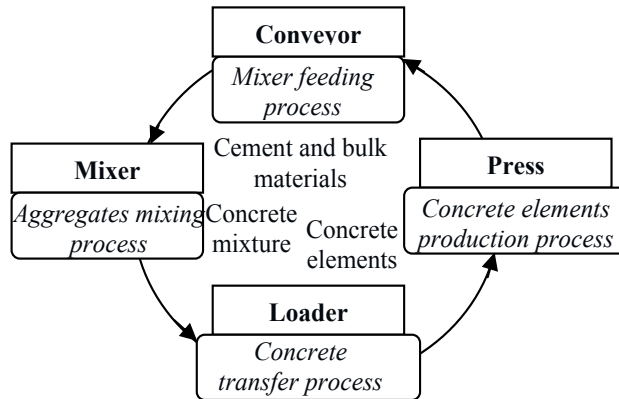 Conveyor
Mixer feeding
process
Cement and bulk
materials
Mixer
Aggregates mixing
process
Concrete
mixture
Concrete
elements
Press
Concrete elements
production process
Loader
Concrete
transfer process